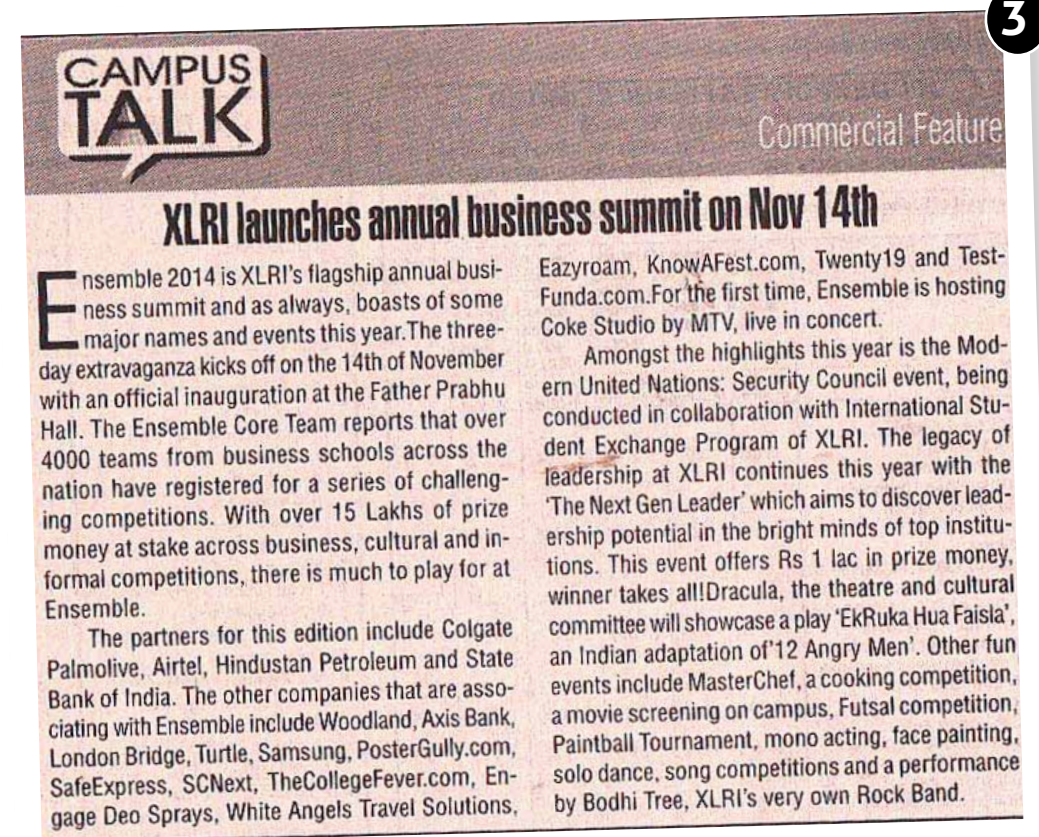 3
CAMPUS
TALK
Commercial Feature
XLRI launches annual business summit on Nov 14th
Ensemble 2014 is XLRI's flagship annual busi-
ness summit and as always, boasts of some
major names and events this year.The three-
day extravaganza kicks off on the 14th of November
with an official inauguration at the Father Prabhu
Hall. The Ensemble Core Team reports that over
4000 teams from business schools across the
nation have registered for a series of challeng-
ing competitions. With over 15 Lakhs of prize
money at stake across business, cultural and in-
formal competitions, there is much to play for at
Ensemble.
The partners for this edition include Colgate
Palmolive, Airtel, Hindustan Petroleum and State
Bank of India. The other companies that are asso-
ciating with Ensemble include Woodland, Axis Bank,
London Bridge, Turtle, Samsung, PosterGully.com,
SafeExpress, SCNext, TheCollegeFever.com, En-
gage Deo Sprays, White Angels Travel Solutions,
Eazyroam, KnowAFest.com, Twenty19 and Test-
Funda.com.For the first time, Ensemble is hosting
Coke Studio by MTV, live in concert.
Amongst the highlights this year is the Mod-
ern United Nations: Security Council event, being
conducted in collaboration with International Stu-
dent Exchange Program of XLRI. The legacy of
leadership at XLRI continues this year with the
'The Next Gen Leader' which aims to discover lead-
ership potential in the bright minds of top institu-
tions. This event offers Rs 1 lac in prize money,
winner takes all!Dracula, the theatre and cultural
committee will showcase a play 'EkRuka Hua Faisla',
an Indian adaptation of'12 Angry Men'. Other fun
events include MasterChef, a cooking competition,
a movie screening on campus, Futsal competition,
Paintball Tournament, mono acting, face painting,
solo dance, song competitions and a performance
by Bodhi Tree, XLRI's very own Rock Band.